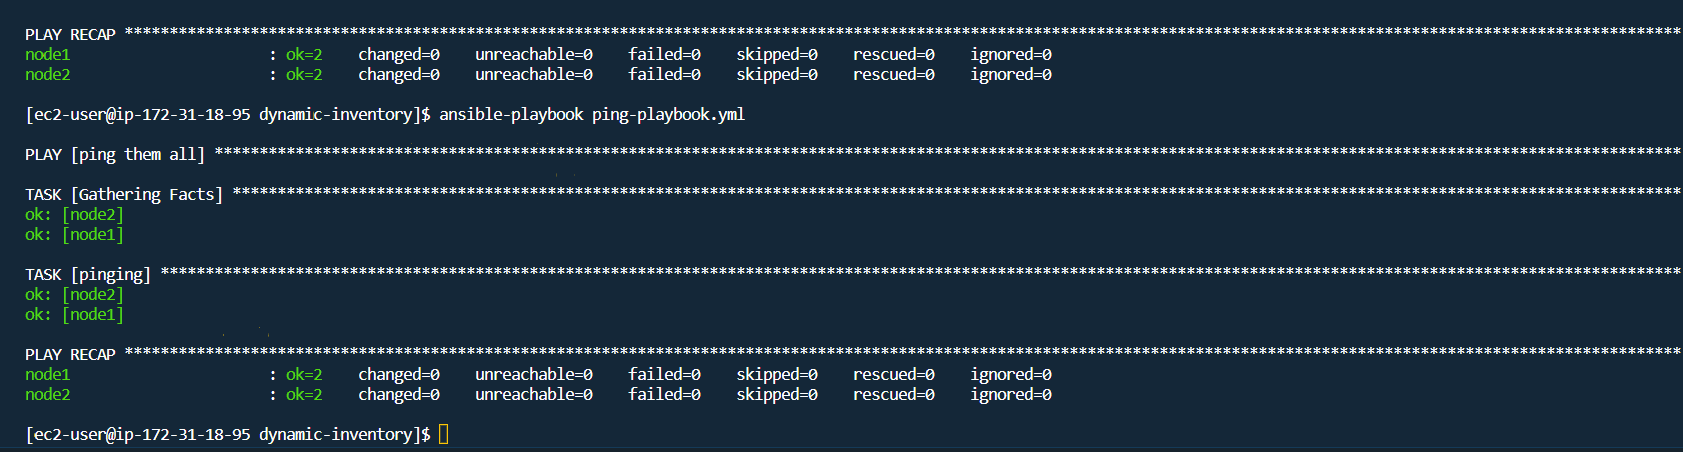 PLAY RECAP *****************************************************************************************************************************************************************************
node1                      : ok=2    changed=0    unreachable=0    failed=0    skipped=0    rescued=0    ignored=0
node2                      : ok=2    changed=0    unreachable=0    failed=0    skipped=0    rescued=0    ignored=0
[ec2-user@ip-172-31-18-95 dynamic-inventory]$ ansible-playbook ping-playbook.yml
PLAY [ping them all] *******************************************************************************************************************************************************************
TASK [Gathering Facts] *****************************************************************************************************************************************************************
ok: [node2]
ok: [node1]
TASK [pinging] *************************************************************************************************************************************************************************
ok: [node2]
ok: [node1]
PLAY RECAP *****************************************************************************************************************************************************************************
node1                      : ok=2    changed=0    unreachable=0    failed=0    skipped=0    rescued=0    ignored=0
node2                      : ok=2    changed=0    unreachable=0    failed=0    skipped=0    rescued=0    ignored=0
[ec2-user@ip-172-31-18-95 dynamic-inventory]$